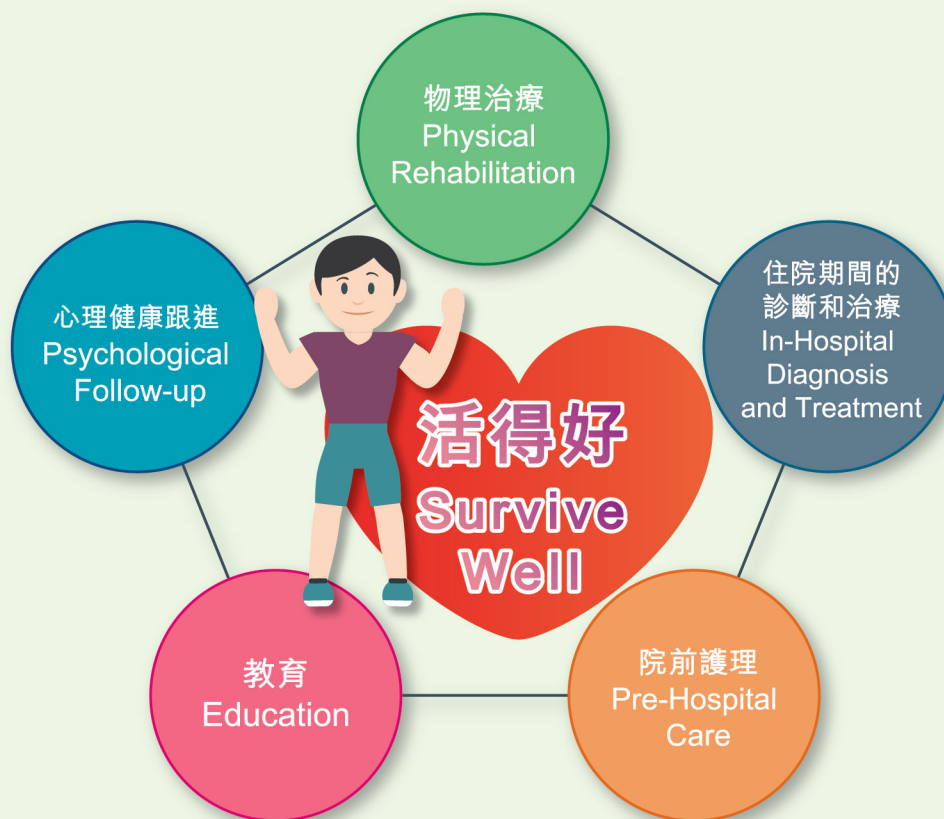 物理治療
Physical
Rehabilitation
心理健康跟進
Psychological
Follow-up
住院期間的
診斷和治療
In-Hospital
Diagnosis
and Treatment
活得好
Survive
Well
教育
Education
院前護理
Pre-Hospital
Care